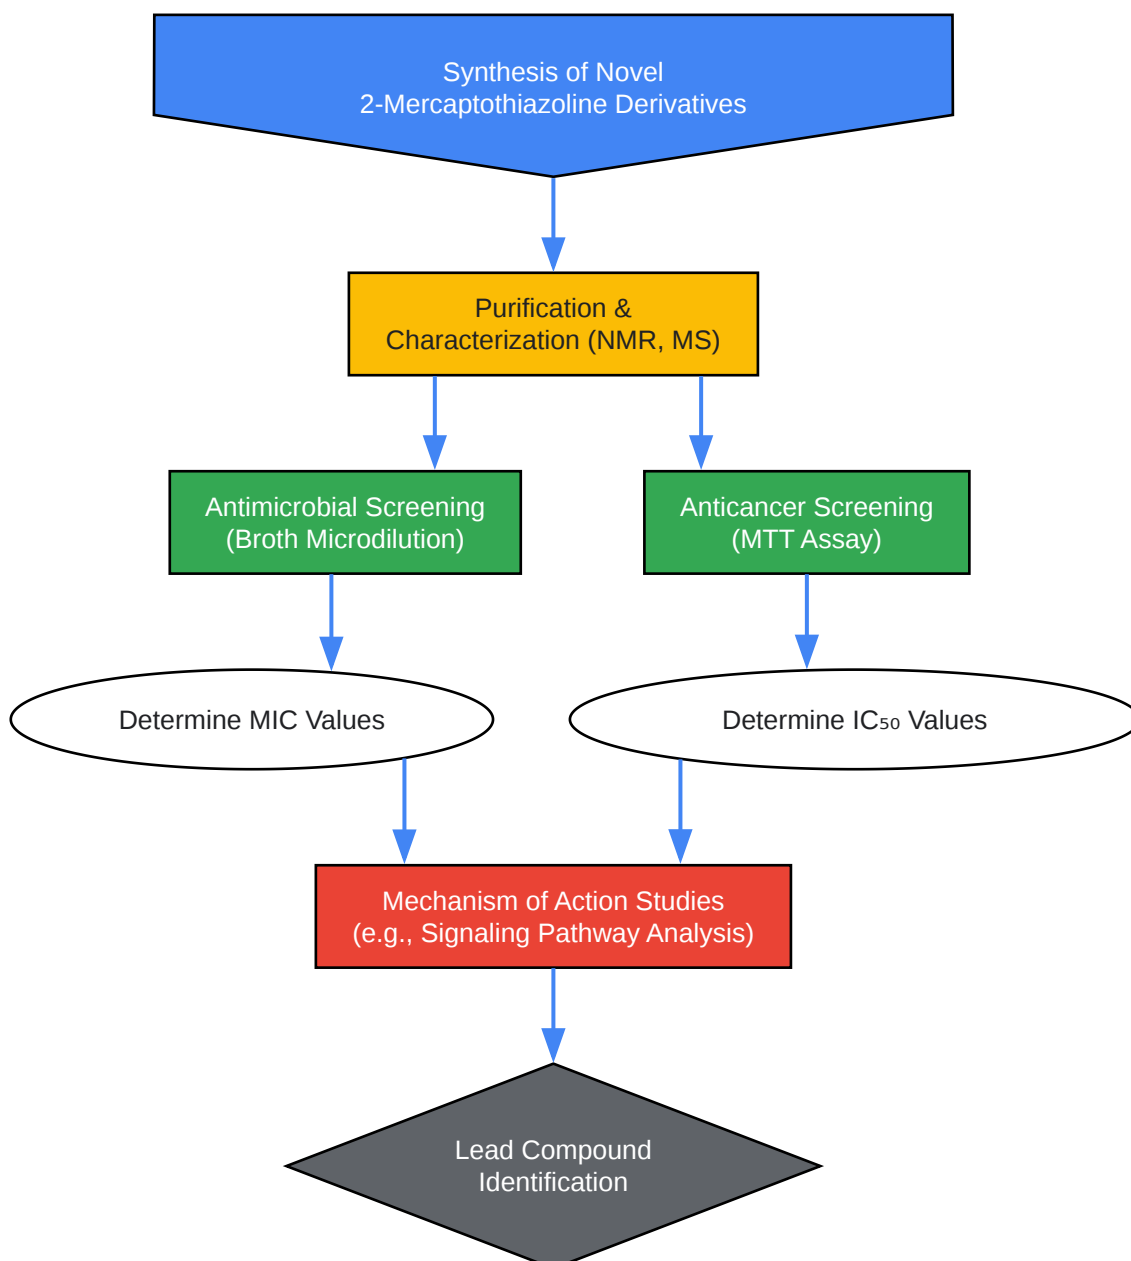 Synthesis of Novel
2-Mercaptothiazoline Derivatives
Purification &
Characterization (NMR, MS)
Antimicrobial Screening
(Broth Microdilution)
Anticancer Screening
(MTT Assay)
Determine MIC Values
Determine IC₅₀ Values
Mechanism of Action Studies
(e.g., Signaling Pathway Analysis)
Lead Compound
Identification